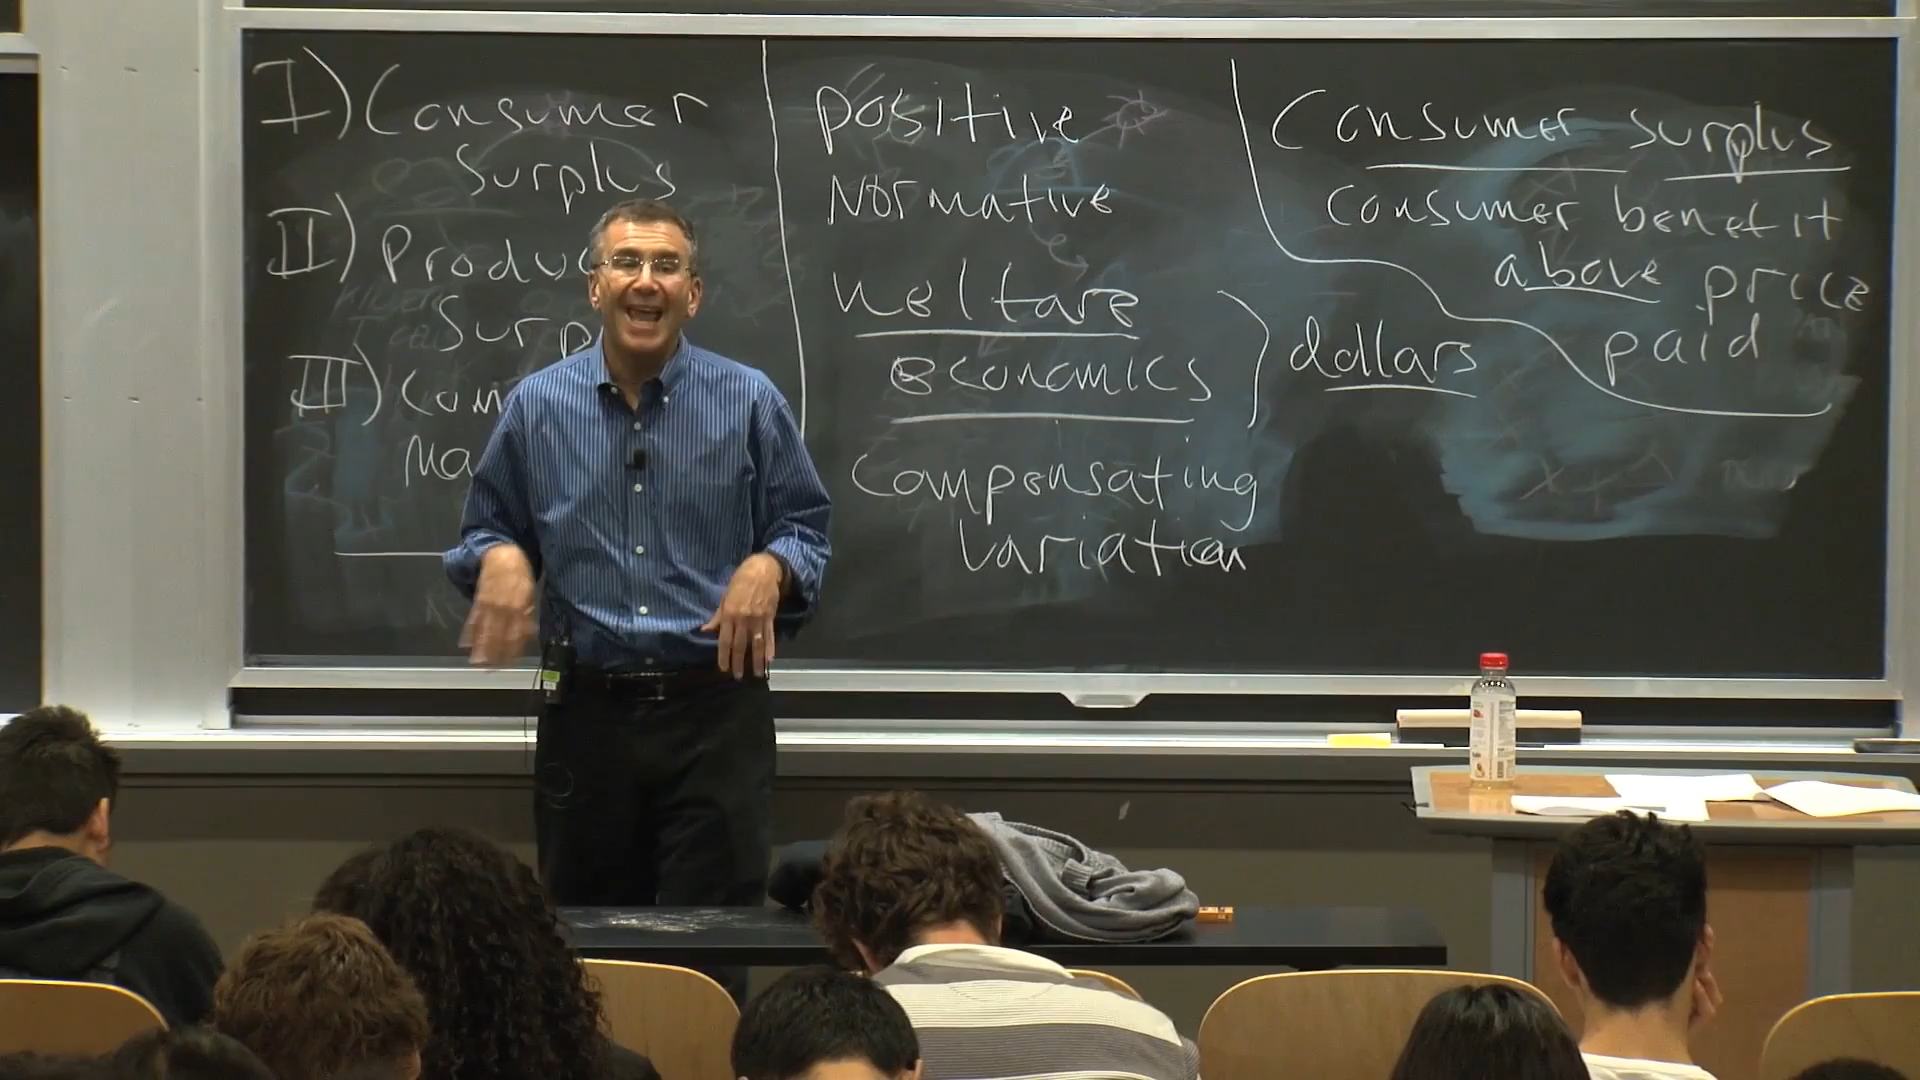 I) Consumer
Surplus
II) Produc
Surp
III) Com
Ma
positive
Normative
Welfare
economics
dollars
Compensating
Variation
Consumer surplus
consumer benefit
above price
paid